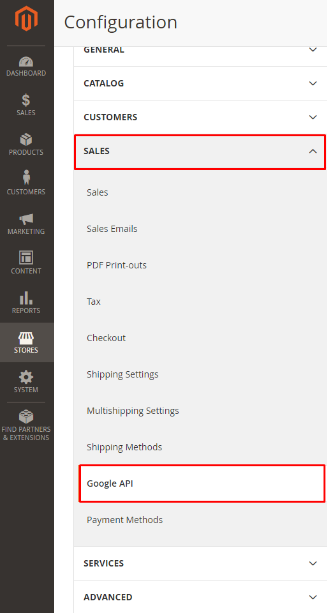 Configuration
GENERAL
CATALOG
CUSTOMERS
SALES
Sales
Sales Emails
PDF Print-outs
Tax
Checkout
Shipping Settings
Multishipping Settings
Shipping Methods
Google API
Payment Methods
SERVICES
ADVANCED
DASHBOARD
$
SALES
PRODUCTS
CUSTOMERS
MARKETING
CONTENT
REPORTS
STORES
SYSTEM
FIND PARTNERS
& EXTENSIONS